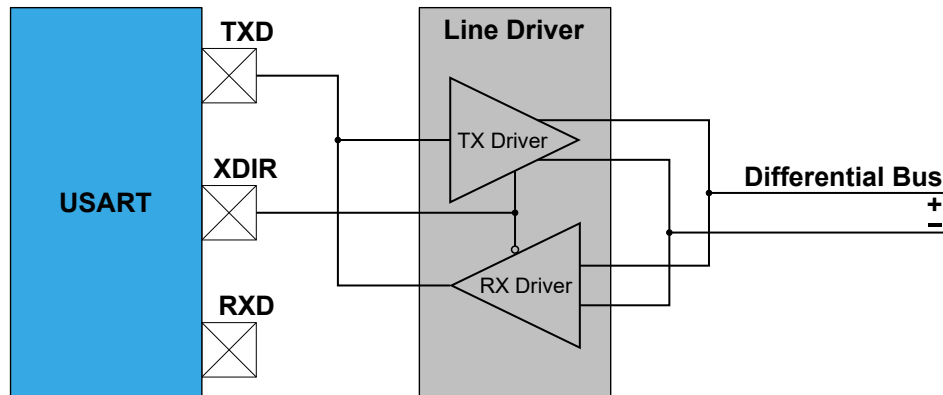 TXD
Line Driver
TX Driver
XDIR
USART
Differential Bus
+
−
RX Driver
RXD